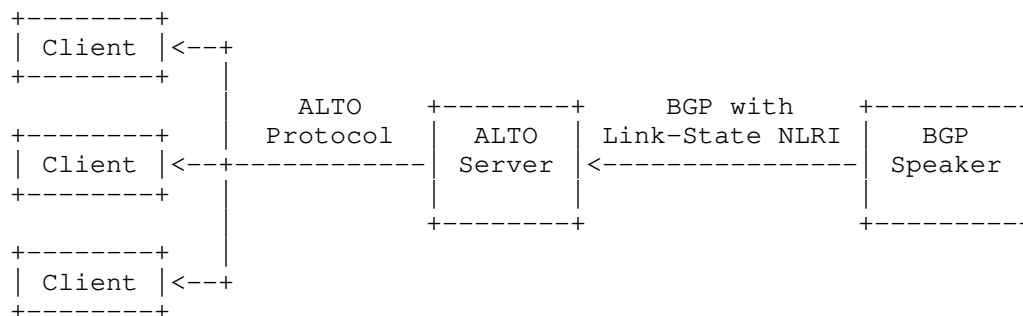 Client
ALTO BGP with
Client Protocol ALTO Link-State NLRI BGP
Server Speaker
Client